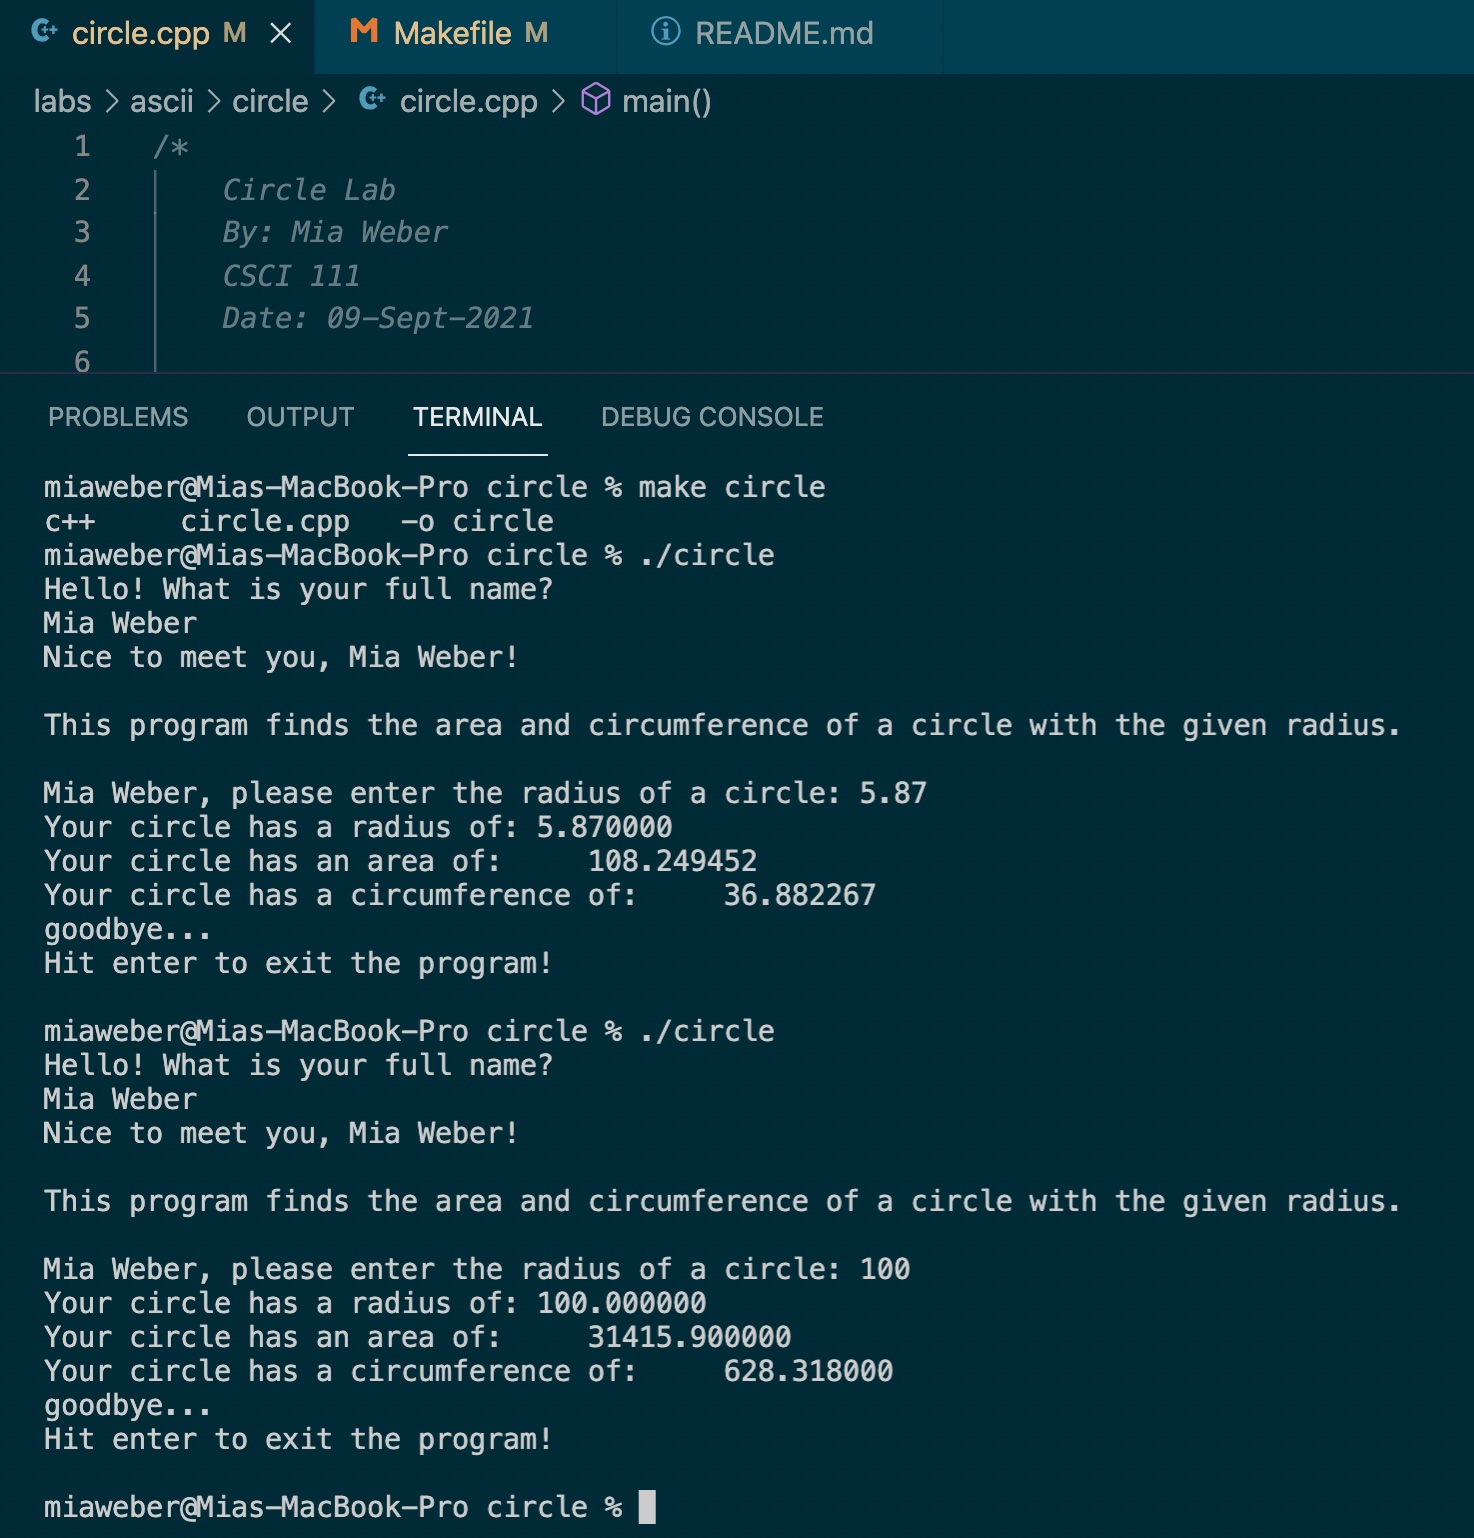 circle.cpp M
Makefile M
README.md
labs > ascii > circle > circle.cpp > main()
1 /*
2 Circle Lab
3 By: Mia Weber
4 CSCI 111
5 Date: 09-Sept-2021
6
PROBLEMS OUTPUT TERMINAL DEBUG CONSOLE
miaweber@Mias-MacBook-Pro circle % make circle
c++     circle.cpp   -o circle
miaweber@Mias-MacBook-Pro circle % ./circle
Hello! What is your full name?
Mia Weber
Nice to meet you, Mia Weber!
This program finds the area and circumference of a circle with the given radius.
Mia Weber, please enter the radius of a circle: 5.87
Your circle has a radius of: 5.870000
Your circle has an area of:     108.249452
Your circle has a circumference of:     36.882267
goodbye...
Hit enter to exit the program!
miaweber@Mias-MacBook-Pro circle % ./circle
Hello! What is your full name?
Mia Weber
Nice to meet you, Mia Weber!
This program finds the area and circumference of a circle with the given radius.
Mia Weber, please enter the radius of a circle: 100
Your circle has a radius of: 100.000000
Your circle has an area of:     31415.900000
Your circle has a circumference of:     628.318000
goodbye...
Hit enter to exit the program!
miaweber@Mias-MacBook-Pro circle %